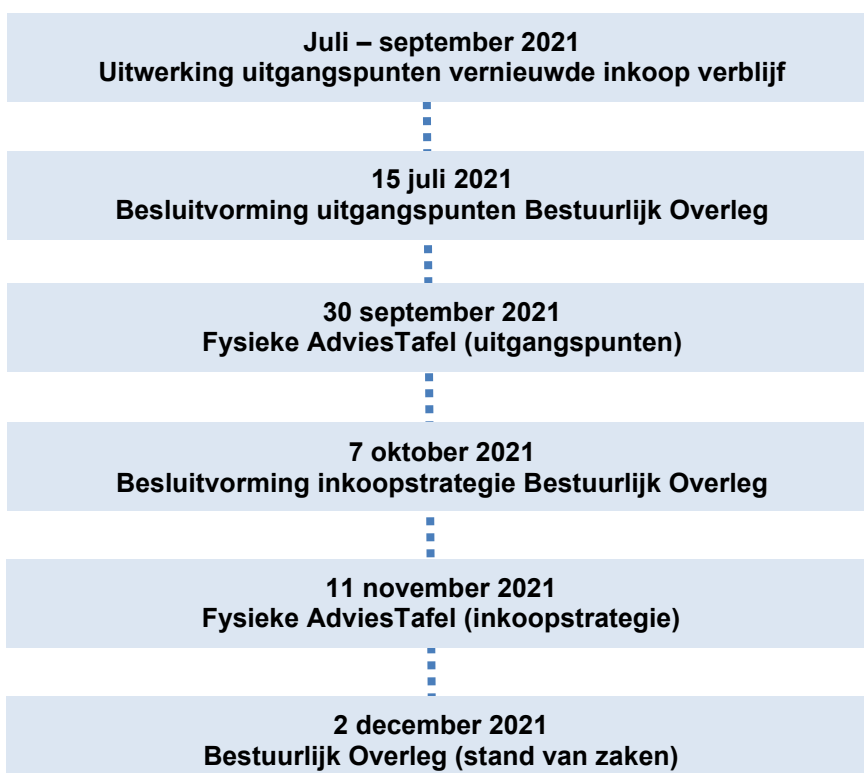 Juli – september 2021
Uitwerking uitgangspunten vernieuwde inkoop verblijf
15 juli 2021
Besluitvorming uitgangspunten Bestuurlijk Overleg
30 september 2021
Fysieke AdviesTafel (uitgangspunten)
7 oktober 2021
Besluitvorming inkoopstrategie Bestuurlijk Overleg
11 november 2021
Fysieke AdviesTafel (inkoopstrategie)
2 december 2021
Bestuurlijk Overleg (stand van zaken)